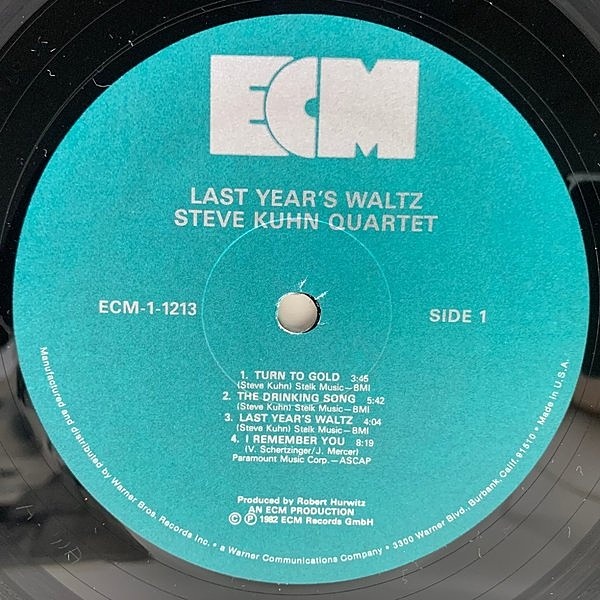 ECM
LAST YEAR'S WALTZ
STEVE KUHN QUARTET
ECM-1-1213
SIDE 1
1. TURN TO GOLD 3:45
(Steve Kuhn) Stelk Music—BMI
2. THE DRINKING SONG 5:42
(Steve Kuhn) Stelk Music—BMI
3. LAST YEAR'S WALTZ 4:04
(Steve Kuhn) Stelk Music—BMI
4. I REMEMBER YOU 8:19
(V. Schertzinger/J. Mercer)
Paramount Music Corp.—ASCAP
Produced by Robert Hurwitz
AN ECM PRODUCTION
© ℗ 1982 ECM Records GmbH
Manufactured and distributed by Warner Bros. Records Inc. • a Warner Communications Company • 3300 Warner Blvd., Burbank, Calif. 91510 • Made in U.S.A.